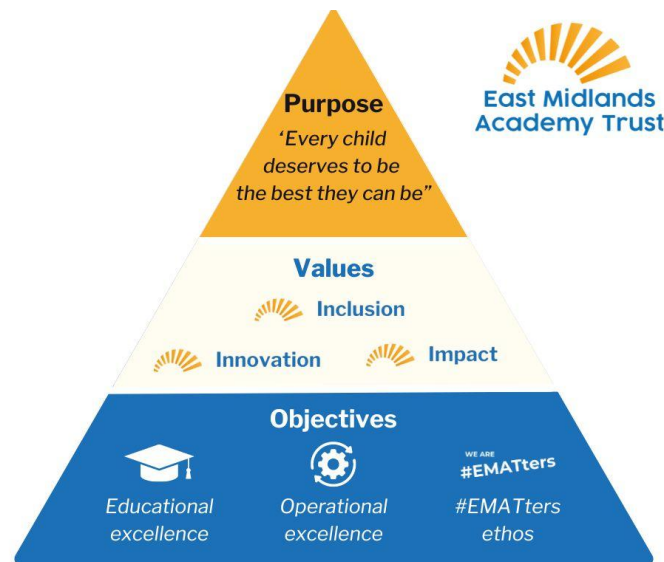 East Midlands
Academy Trust
Purpose
‘Every child
deserves to be
the best they can be”
Values
Inclusion
Innovation
Impact
Objectives
WE ARE
#EMATters
Educational
excellence
Operational
excellence
#EMATters
ethos